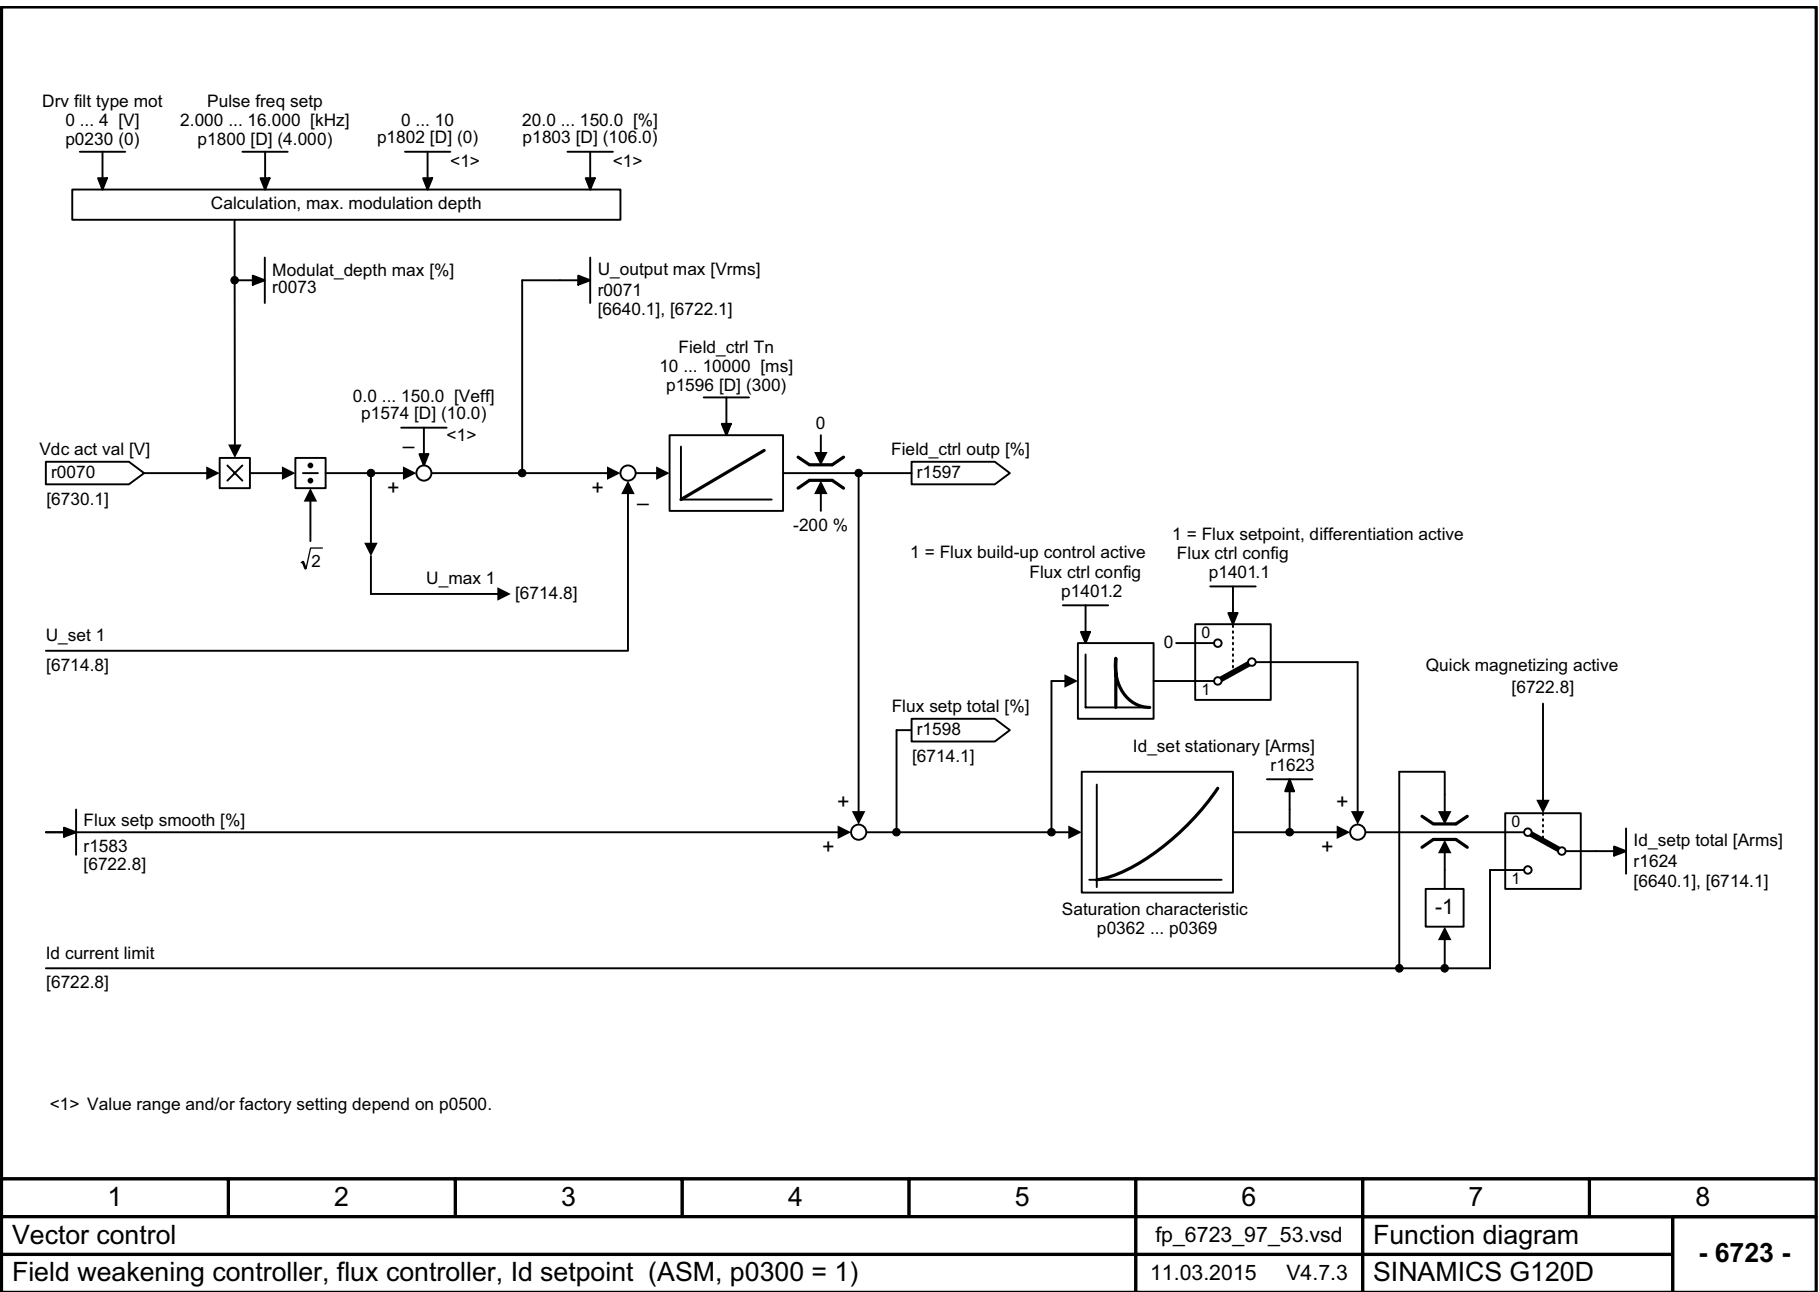 Drv filt type mot
0 ... 4 [V]
p0230 (0)
Pulse freq setp
2.000 ... 16.000 [kHz]
p1800 [D] (4.000)
0 ... 10
p1802 [D] (0)
<1>
20.0 ... 150.0 [%]
p1803 [D] (106.0)
<1>
Calculation, max. modulation depth
Modulat_depth max [%]
r0073
U_output max [Vrms]
r0071
[6640.1], [6722.1]
Field_ctrl Tn
10 ... 10000 [ms]
p1596 [D] (300)
0.0 ... 150.0 [Veff]
p1574 [D] (10.0)
<1>
–
0
Vdc act val [V]
r0070
[6730.1]
×
÷
+
+
–
Field_ctrl outp [%]
r1597
-200 %
√2
U_max 1
[6714.8]
1 = Flux build-up control active
Flux ctrl config
p1401.2
1 = Flux setpoint, differentiation active
Flux ctrl config
p1401.1
U_set 1
[6714.8]
0
0
1
Quick magnetizing active
[6722.8]
Flux setp total [%]
r1598
[6714.1]
Id_set stationary [Arms]
r1623
+
+
Flux setp smooth [%]
r1583
[6722.8]
+
+
0
1
Id_setp total [Arms]
r1624
[6640.1], [6714.1]
-1
Saturation characteristic
p0362 ... p0369
Id current limit
[6722.8]
<1> Value range and/or factory setting depend on p0500.
1 2 3 4 5 6 7 8
Vector control
fp_6723_97_53.vsd
Function diagram
- 6723 -
Field weakening controller, flux controller, Id setpoint (ASM, p0300 = 1)
11.03.2015 V4.7.3
SINAMICS G120D